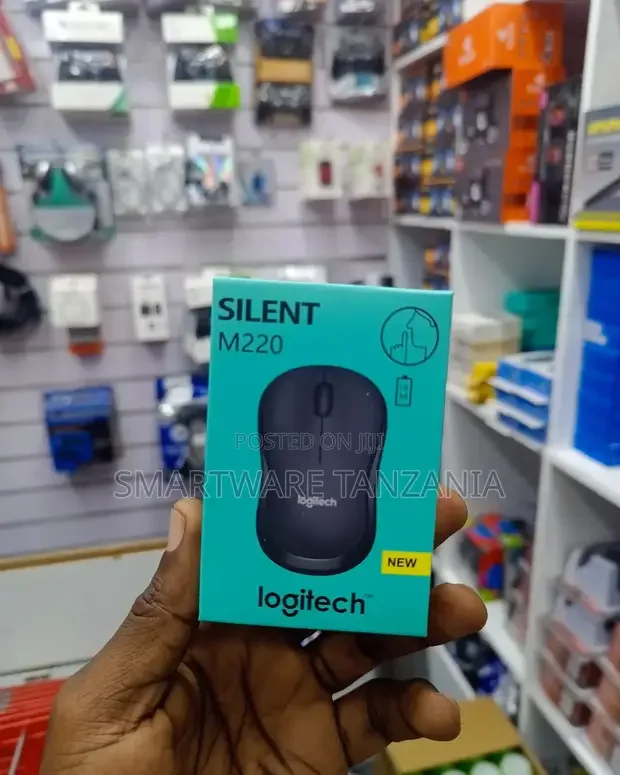 SILENT
M220
POSTED ON JIJI
SMARTWARE TANZANIA
logitech
NEW
logitech